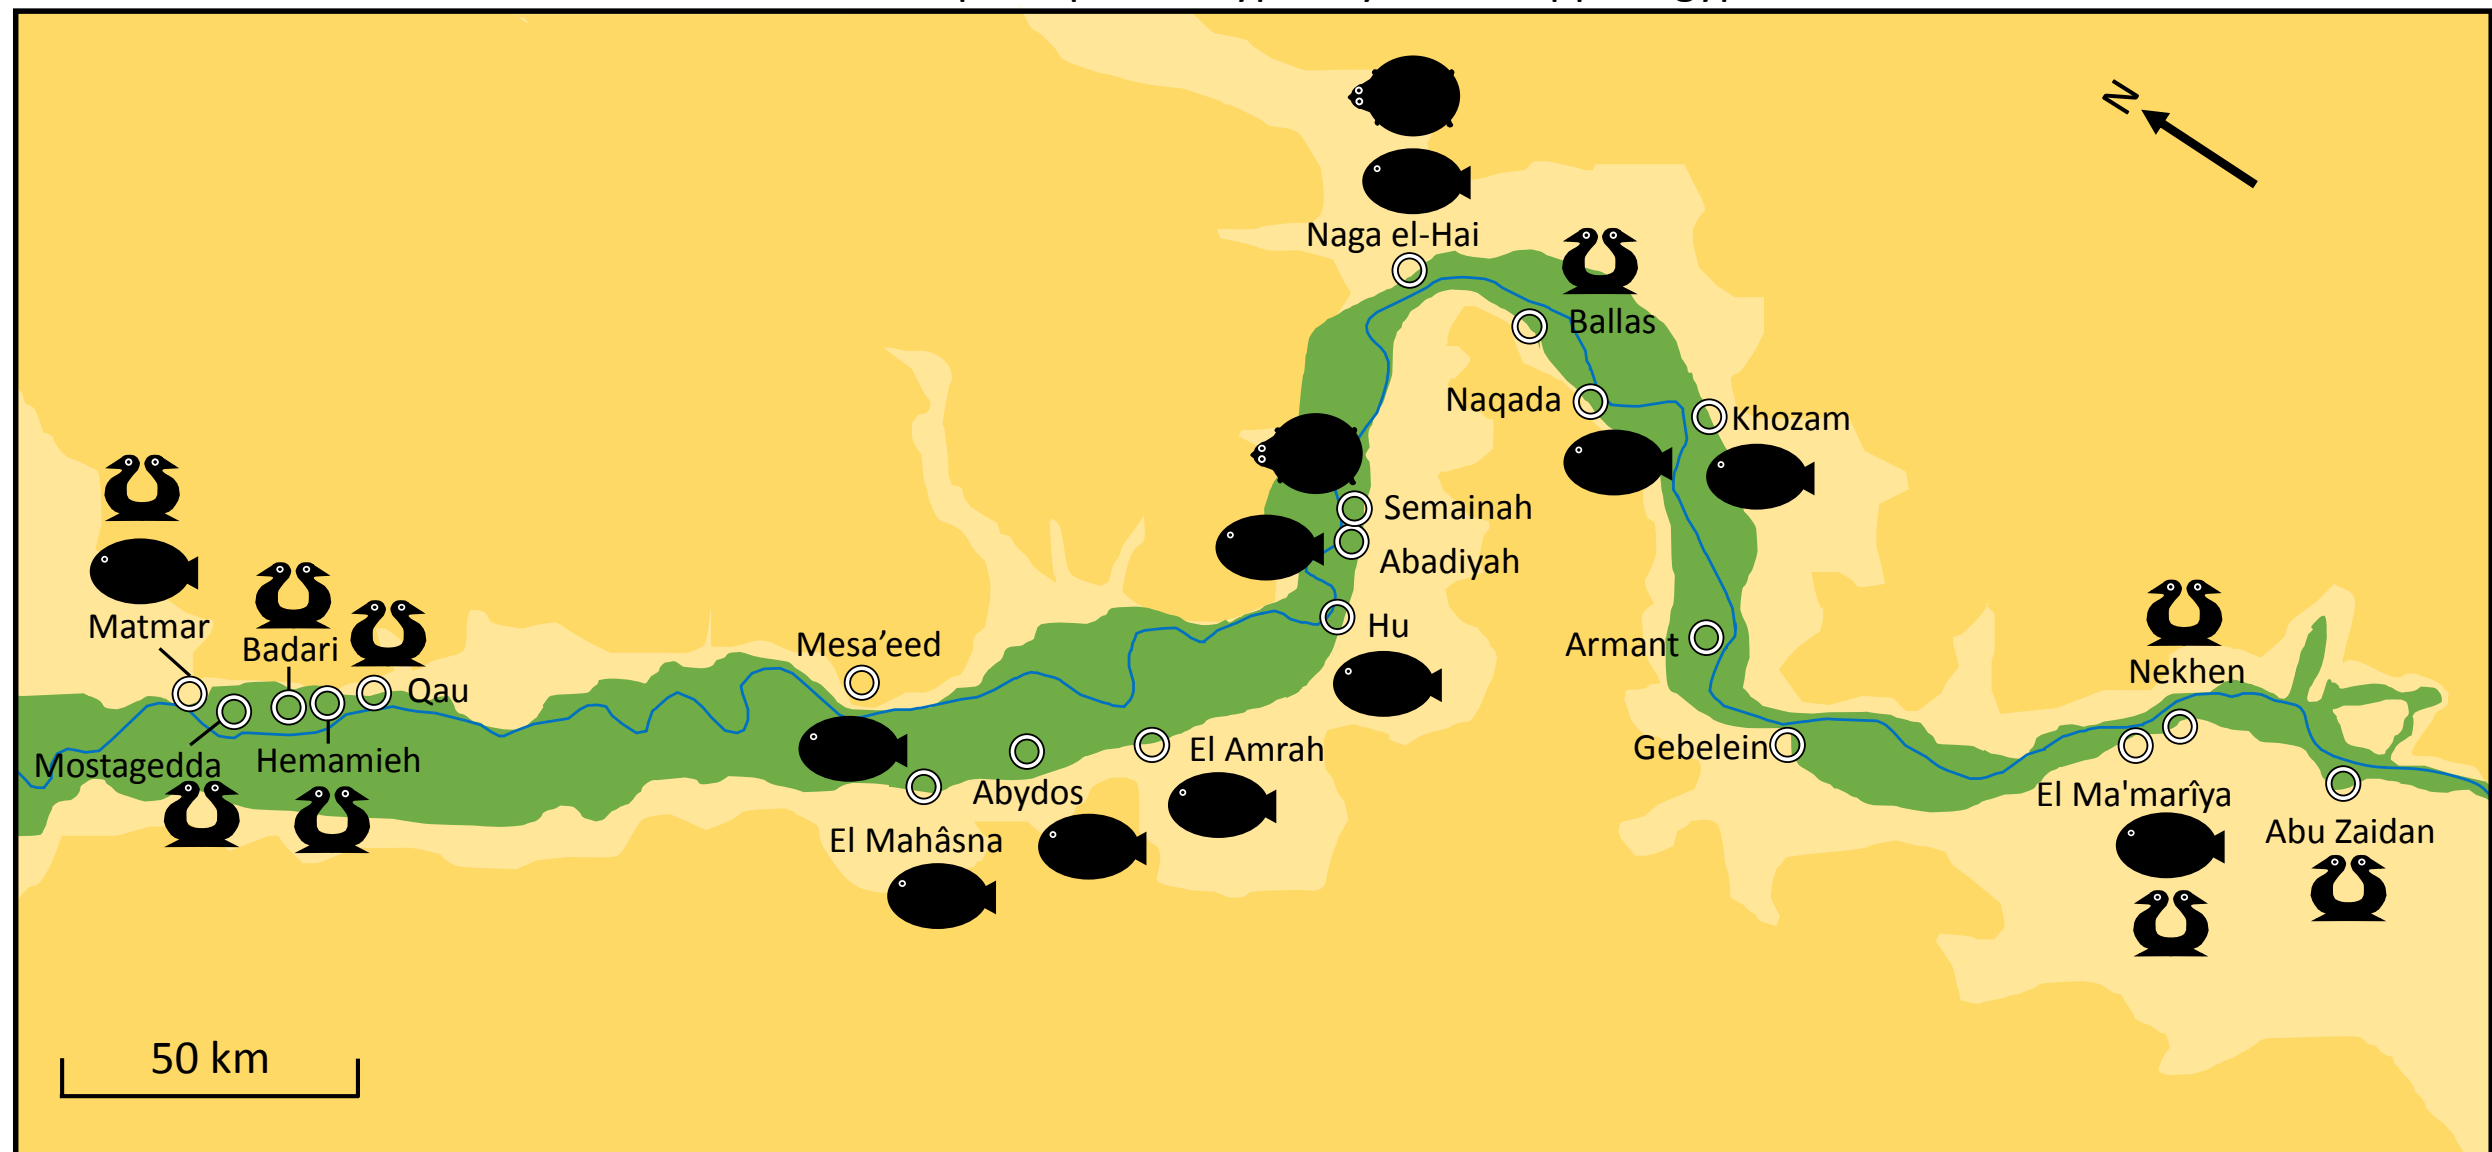 N
Naga el-Hai
Ballas
Naqada
Khozam
Semainah
Abadiyah
Matmar
Badari
Qau
Mesa’eed
Hu
Armant
Nekhen
Mostagedda
Hemamieh
El Amrah
Abydos
Gebelein
El Mahâsna
El Ma'marîya
Abu Zaidan
50 km